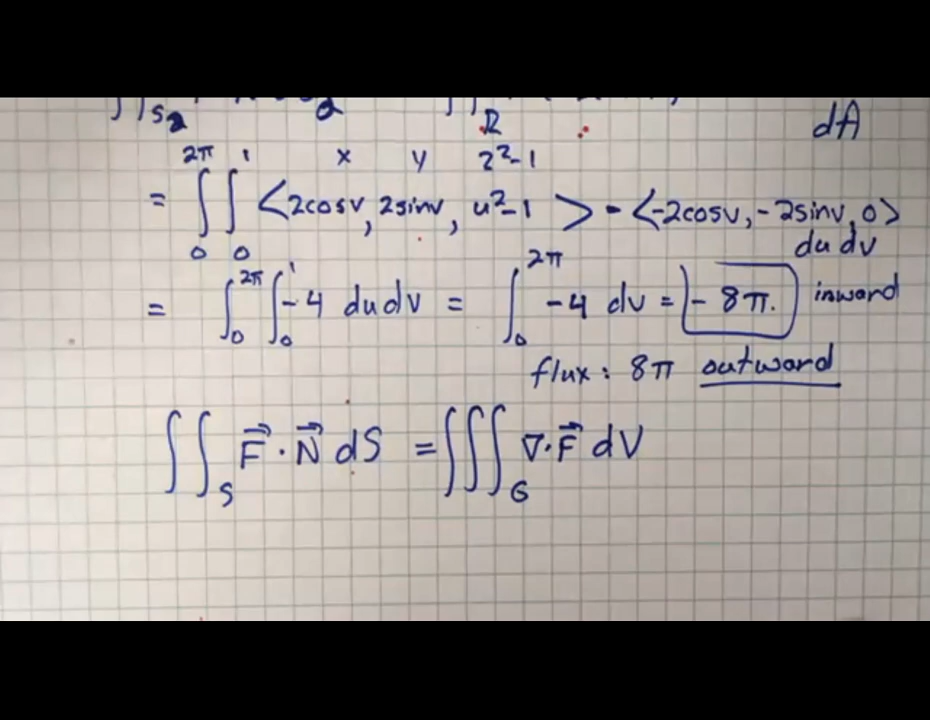 ∫∫S₂ dA
2π 1 x y z²-1
= ∫₀ ∫₀ <2cosv, 2sinv, u²-1> • <-2cosv, -2sinv, 0>
du dv
= ∫₀^2π ∫₀^1 -4 du dv = ∫₀^2π -4 dv = -8π. inward
flux: 8π outward
∫∫_S F⃗ · N⃗ dS = ∫∫∫_G ∇·F⃗ dV